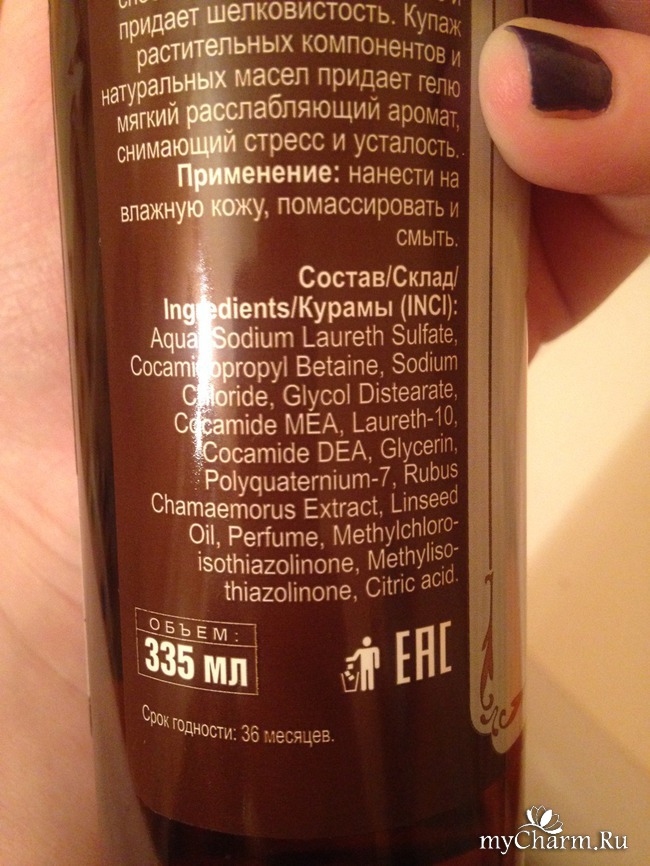 придает шелковистость. Купаж
растительных компонентов и
натуральных масел придает гелю
мягкий расслабляющий аромат,
снимающий стресс и усталость.
Применение: нанести на
влажную кожу, помассировать и
смыть.
Состав/Склад/
Ingredients/Курамы (INCI):
Aqua, Sodium Laureth Sulfate,
Cocamidopropyl Betaine, Sodium
Chloride, Glycol Distearate,
Cocamide MEA, Laureth-10,
Cocamide DEA, Glycerin,
Polyquaternium-7, Rubus
Chamaemorus Extract, Linseed
Oil, Perfume, Methylchloro-
isothiazolinone, Methyliso-
thiazolinone, Citric acid.
ОБЪЕМ:
335 мл
EAC
Срок годности: 36 месяцев.
myCharm.Ru